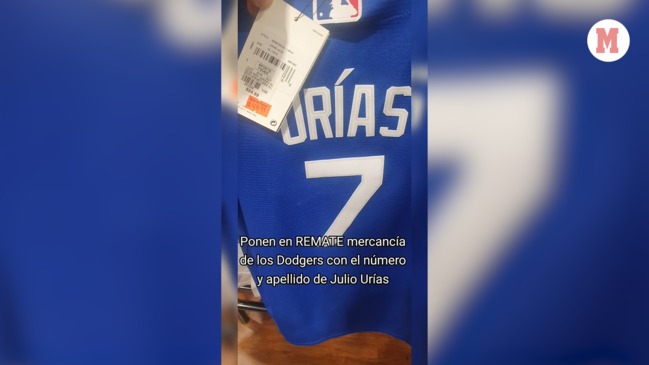 M
URÍAS
7
Ponen en REMATE mercancía
de los Dodgers con el número
y apellido de Julio Urías